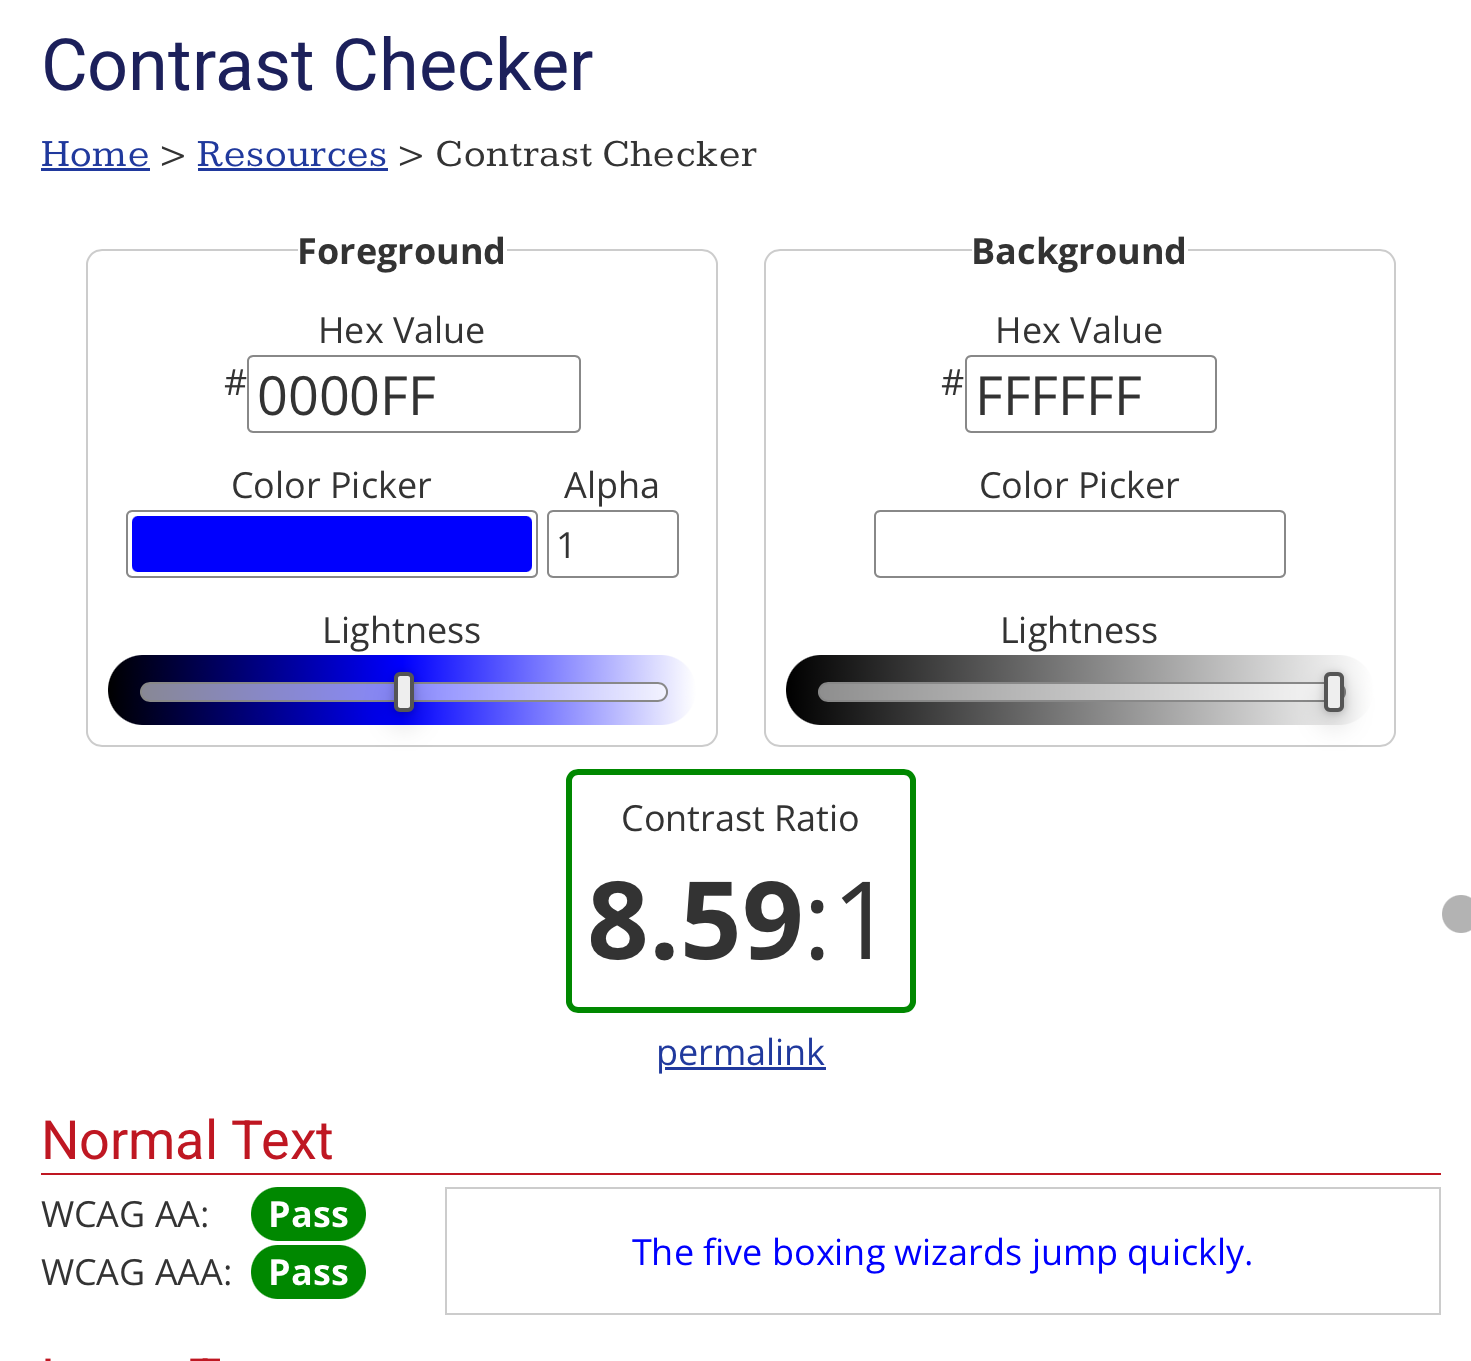 Contrast Checker
Home > Resources > Contrast Checker
Foreground
Hex Value
#0000FF
Color Picker
Alpha
1
Lightness
Background
Hex Value
#FFFFFF
Color Picker
Lightness
Contrast Ratio
8.59:1
permalink
Normal Text
WCAG AA: Pass
WCAG AAA: Pass
The five boxing wizards jump quickly.